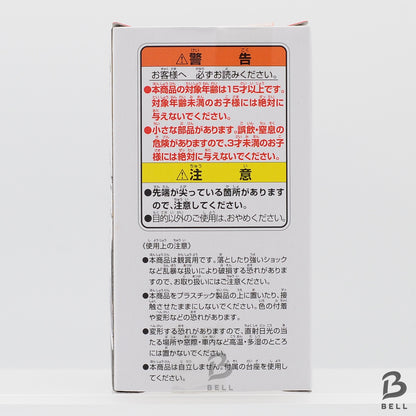 ⚠警告
お客様へ 必ずお読みください。
●本商品の対象年齢は15才以上です。
対象年齢未満のお子様には絶対に
与えないでください。
●小さな部品があります。誤飲・窒息の
危険がありますので、3才未満のお子
様には絶対に与えないでください。
⚠注意
●先端が尖っている箇所があります
ので、注意してください。
●目的以外のご使用は、おやめください。
〈使用上の注意〉
●本商品は観賞用です。落としたり強いショック
など乱暴な扱いにより破損する恐れがありま
すので、お取り扱いにはご注意ください。
●本商品をプラスチック製品の上に置いたり、接
触させたままにしないでください。色の付着
や変形などの恐れがあります。
●変形する恐れがありますので、直射日光の当
たる場所や窓際・車内など高温・多湿のところ
には置かないでください。
●本商品は自立しません。付属の台座を使用し
てください。
BELL
B
BELL